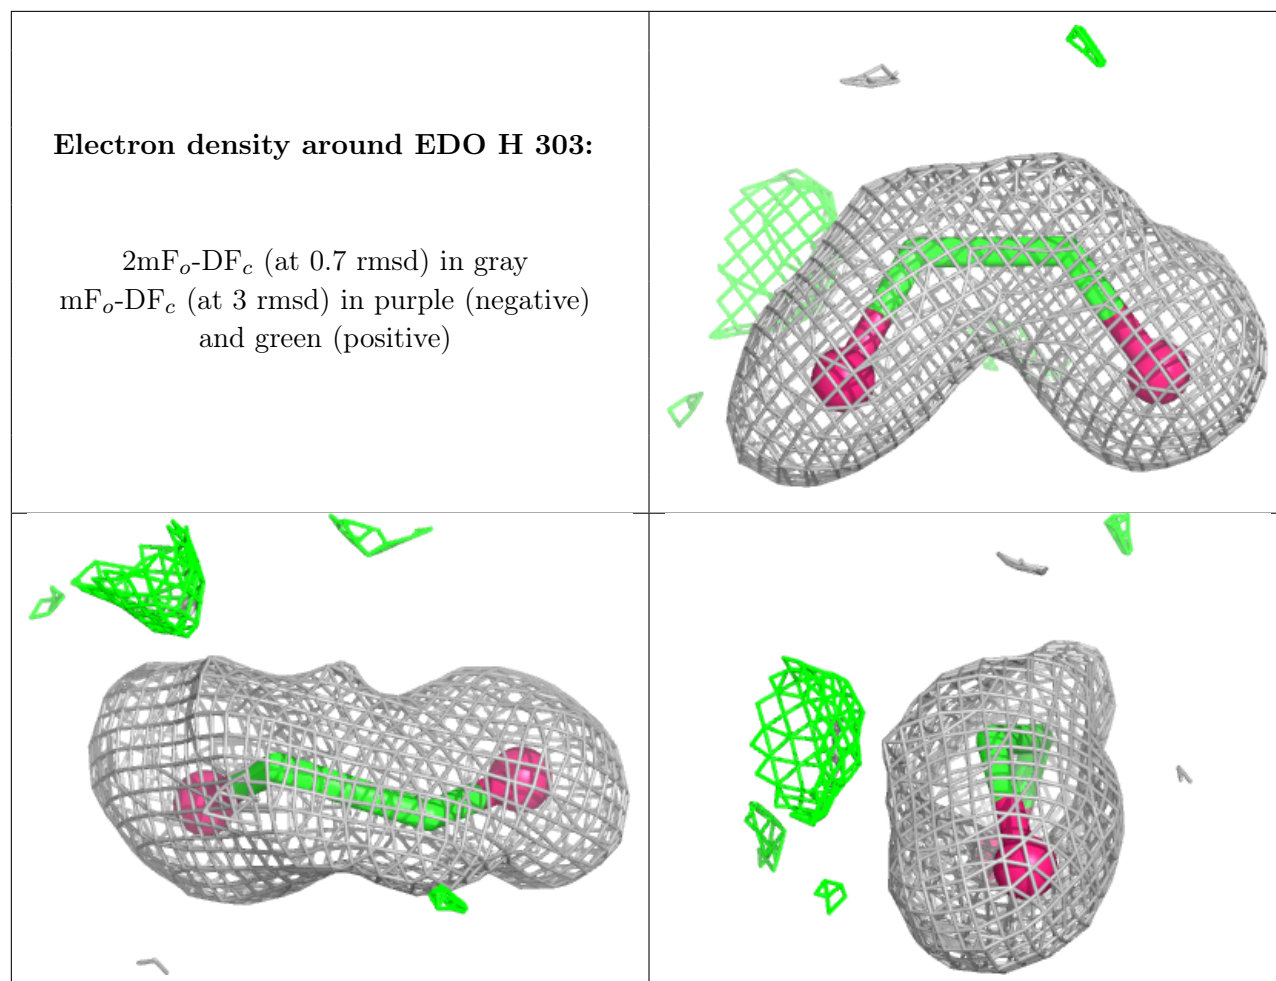 Electron density around EDO H 303:
2mFo-DFc (at 0.7 rmsd) in gray
mFo-DFc (at 3 rmsd) in purple (negative)
and green (positive)